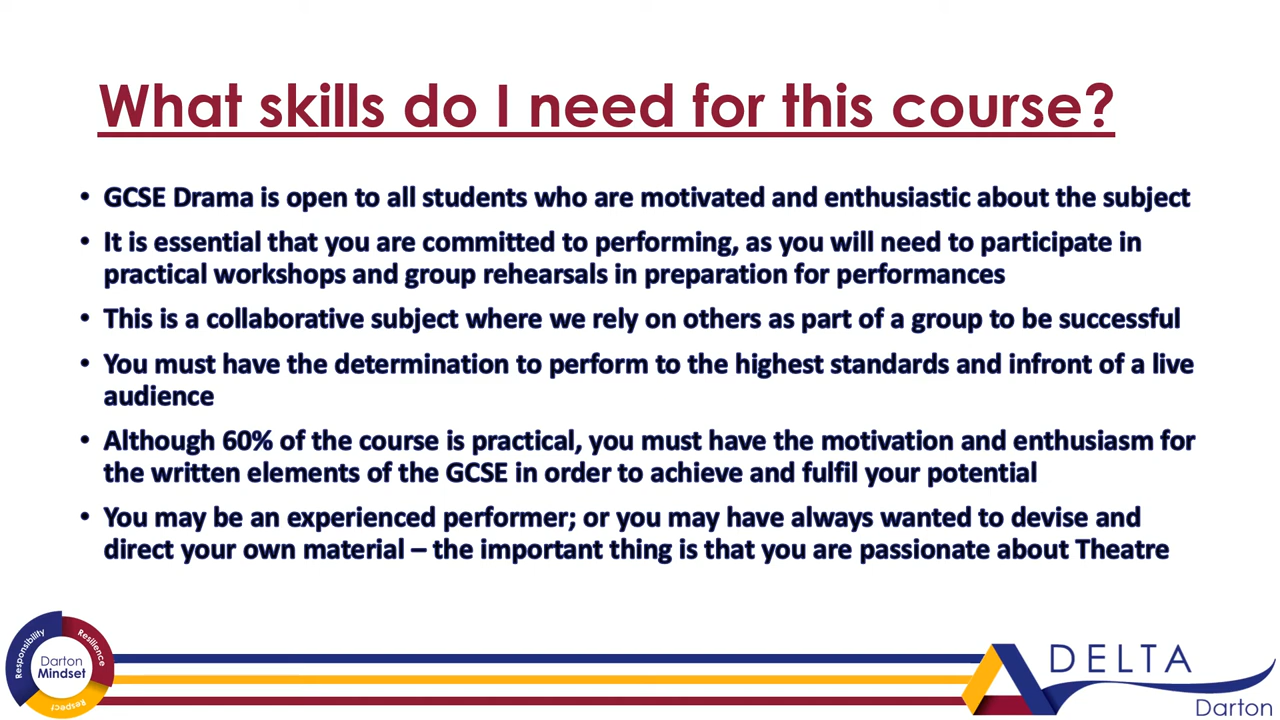 What skills do I need for this course?
• GCSE Drama is open to all students who are motivated and enthusiastic about the subject
• It is essential that you are committed to performing, as you will need to participate in
practical workshops and group rehearsals in preparation for performances
• This is a collaborative subject where we rely on others as part of a group to be successful
• You must have the determination to perform to the highest standards and infront of a live
audience
• Although 60% of the course is practical, you must have the motivation and enthusiasm for
the written elements of the GCSE in order to achieve and fulfil your potential
• You may be an experienced performer; or you may have always wanted to devise and
direct your own material – the important thing is that you are passionate about Theatre
Responsibility
Resilience
Respect
Darton
Mindset
DELTA
Darton